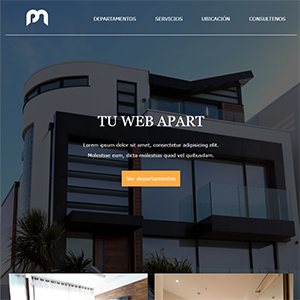 DEPARTAMENTOS SERVICIOS UBICACIÓN CONSULTENOS
TU WEB APART
Lorem ipsum dolor sit amet, consectetur adipisicing elit.
Molestiae eum, dicta molestias quod vel quibusdam.
Ver departamentos